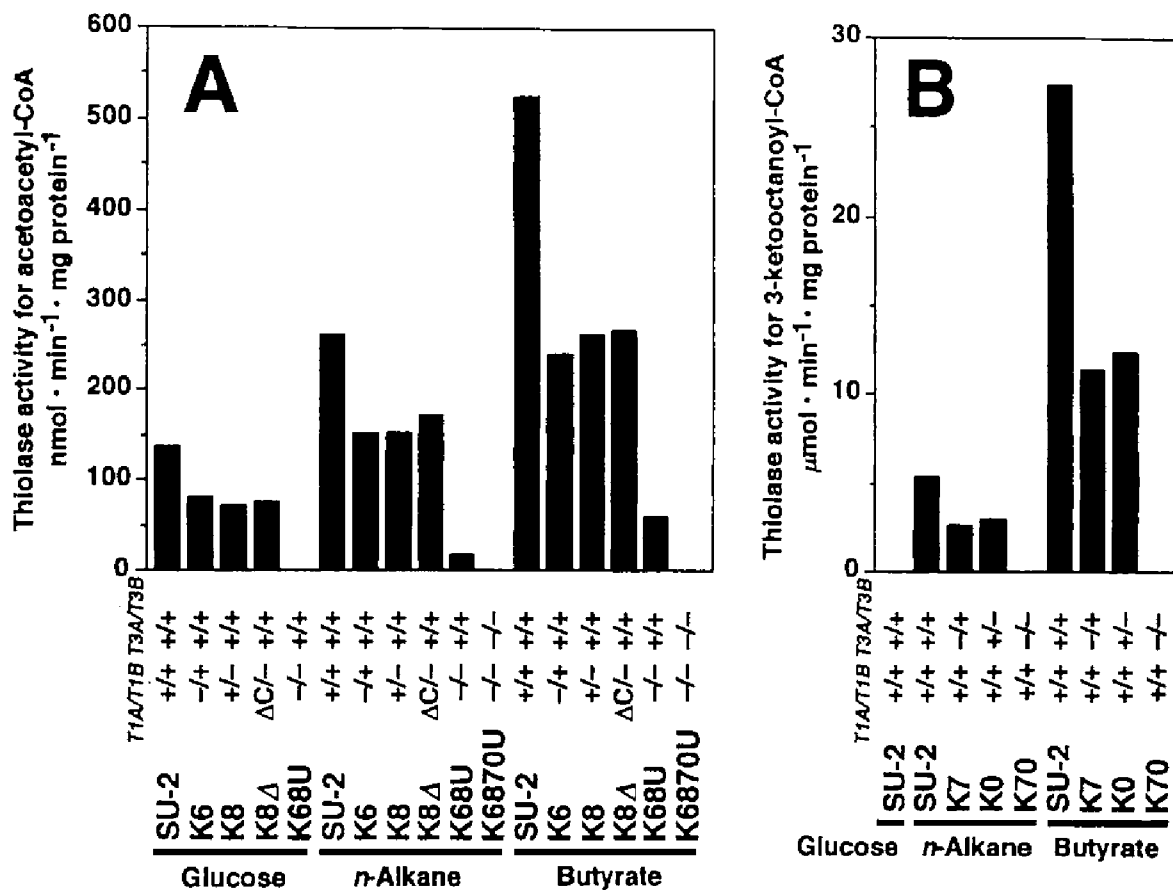 A
Thiolase activity for acetoacetyl-CoA
nmol · min⁻¹ · mg protein⁻¹
600
500
400
300
200
100
0
T1A/T1B T3A/T3B
+/+ +/+
–/+ +/+
+/– +/+
ΔC/– +/+
–/– +/+
+/+ +/+
–/+ +/+
+/– +/+
ΔC/– +/+
–/– +/+
–/– –/–
+/+ +/+
–/+ +/+
+/– +/+
ΔC/– +/+
–/– +/+
–/– –/–
SU-2
K6
K8
K8Δ
K68U
SU-2
K6
K8
K8Δ
K68U
K6870U
SU-2
K6
K8
K8Δ
K68U
K6870U
Glucose
n-Alkane
Butyrate
B
Thiolase activity for 3-ketooctanoyl-CoA
μmol · min⁻¹ · mg protein⁻¹
30
20
10
0
T1A/T1B T3A/T3B
+/+ +/+
+/+ +/+
+/+ –/+
+/+ +/–
+/+ –/–
+/+ +/+
+/+ –/+
+/+ +/–
+/+ –/–
SU-2
SU-2
K7
K0
K70
SU-2
K7
K0
K70
Glucose
n-Alkane
Butyrate